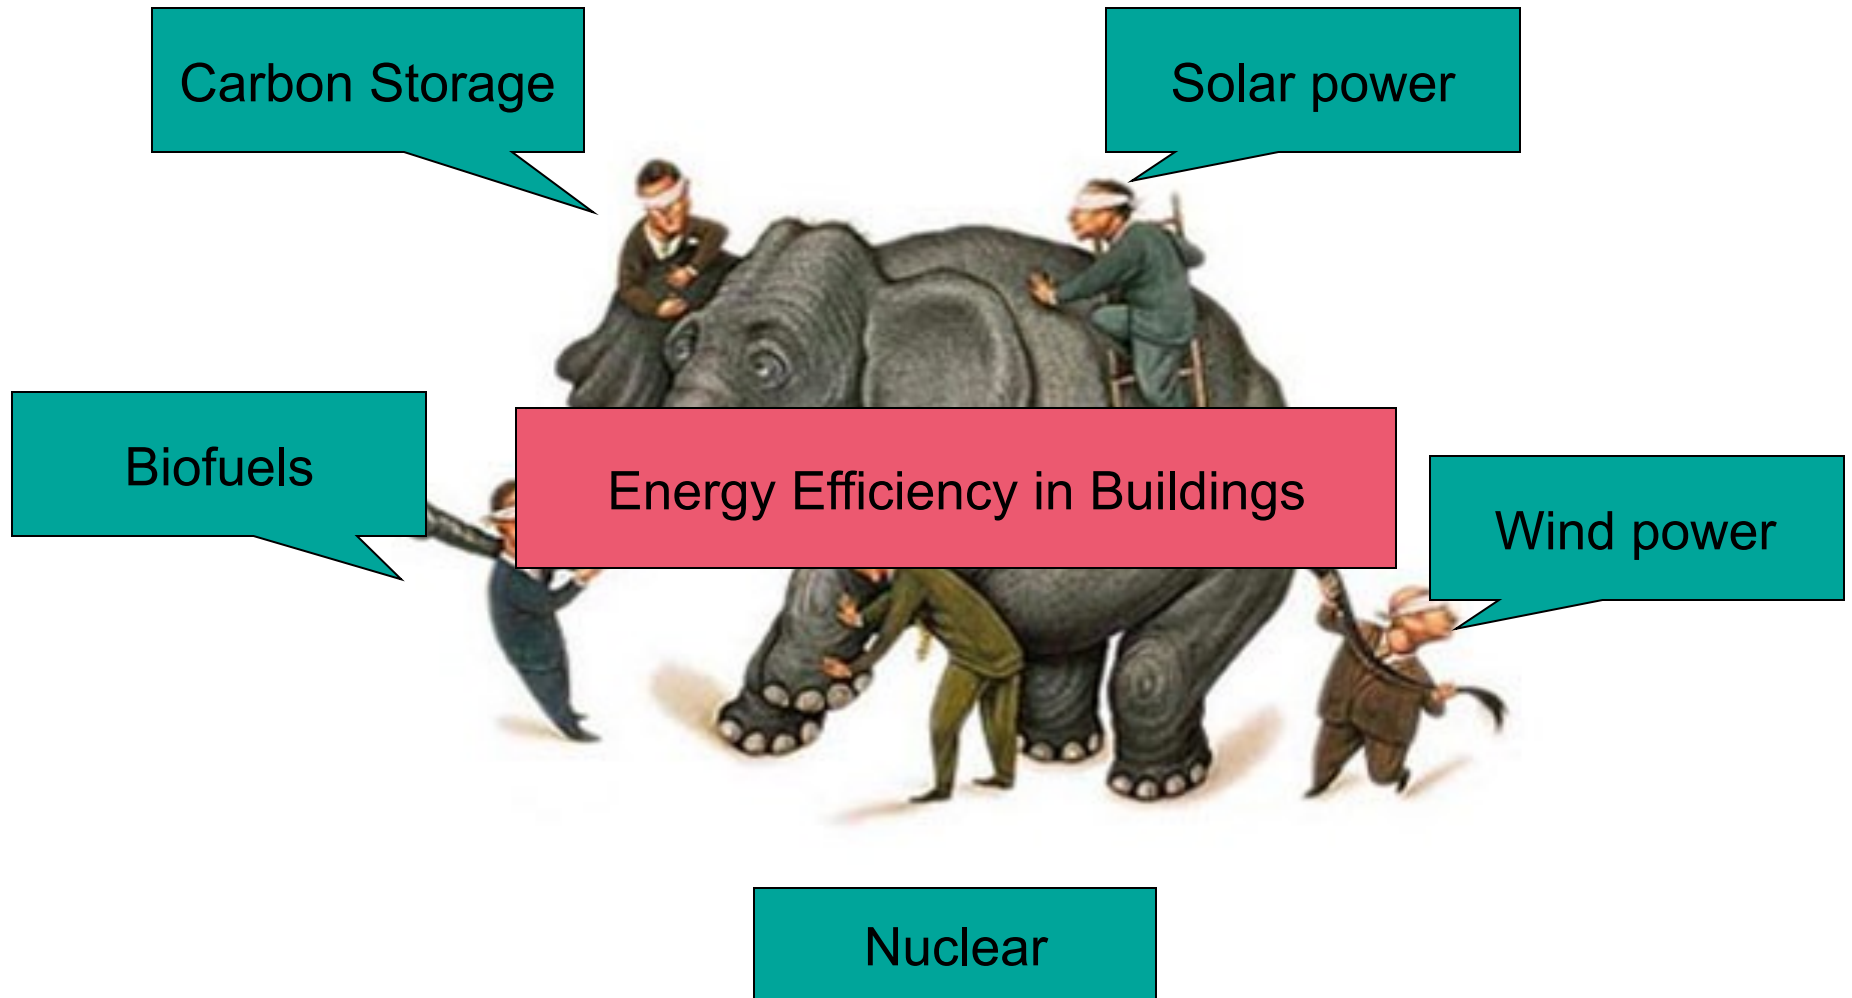 Carbon Storage
Solar power
Biofuels
Energy Efficiency in Buildings
Wind power
Nuclear